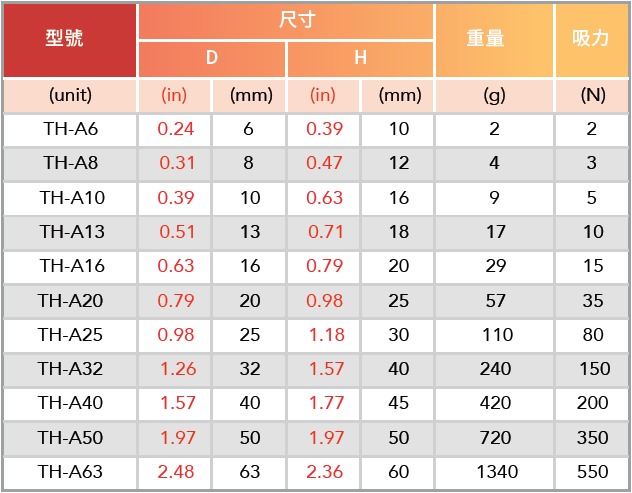 型號 尺寸 重量 吸力
D H
(unit) (in) (mm) (in) (mm) (g) (N)
TH-A6 0.24 6 0.39 10 2 2
TH-A8 0.31 8 0.47 12 4 3
TH-A10 0.39 10 0.63 16 9 5
TH-A13 0.51 13 0.71 18 17 10
TH-A16 0.63 16 0.79 20 29 15
TH-A20 0.79 20 0.98 25 57 35
TH-A25 0.98 25 1.18 30 110 80
TH-A32 1.26 32 1.57 40 240 150
TH-A40 1.57 40 1.77 45 420 200
TH-A50 1.97 50 1.97 50 720 350
TH-A63 2.48 63 2.36 60 1340 550